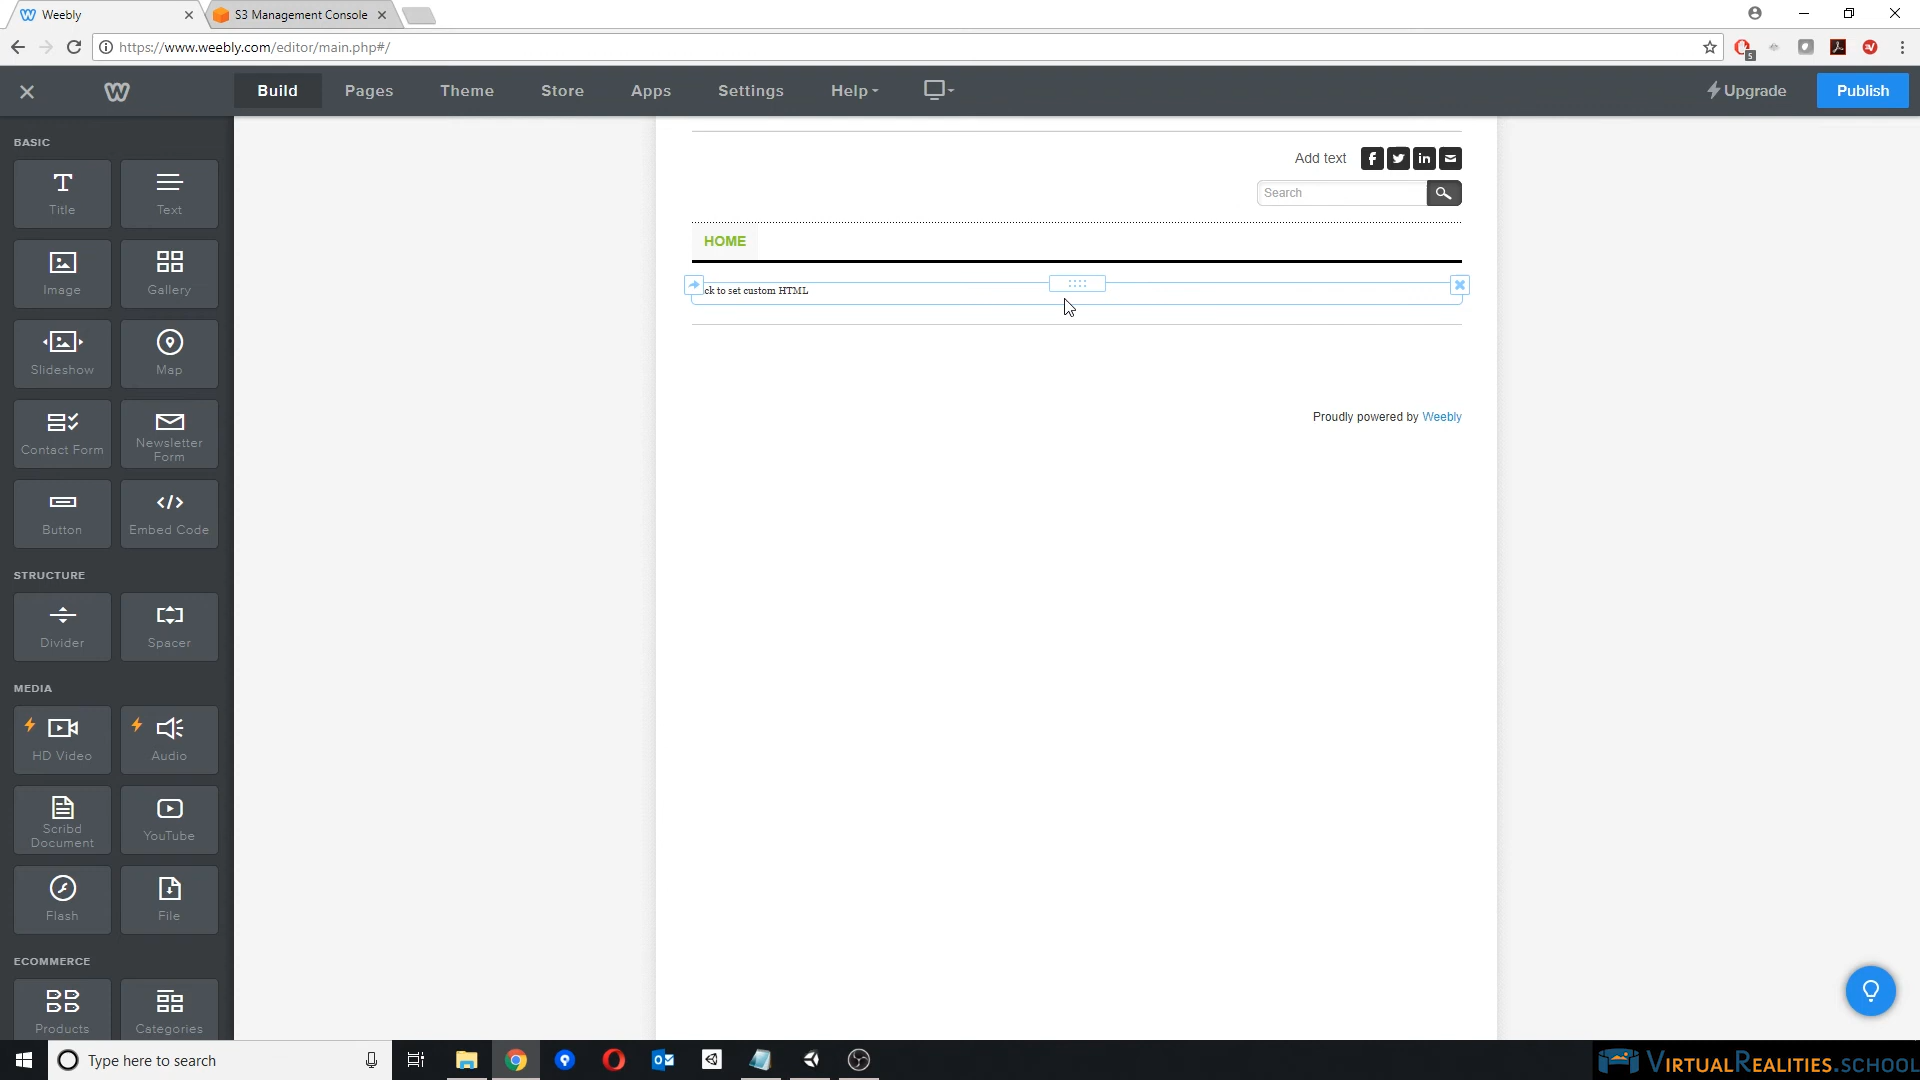 Weebly
S3 Management Console
https://www.weebly.com/editor/main.php#/
5
Build
Pages
Theme
Store
Apps
Settings
Help
Upgrade
Publish
BASIC
Title
Text
Image
Gallery
Slideshow
Map
Contact Form
Newsletter
Form
Button
Embed Code
STRUCTURE
Divider
Spacer
MEDIA
HD Video
Audio
Scribd
Document
YouTube
Flash
File
ECOMMERCE
Products
Categories
Add text
Search
HOME
ck to set custom HTML
Proudly powered by Weebly
Type here to search
VIRTUALREALITIES.SCHOOL